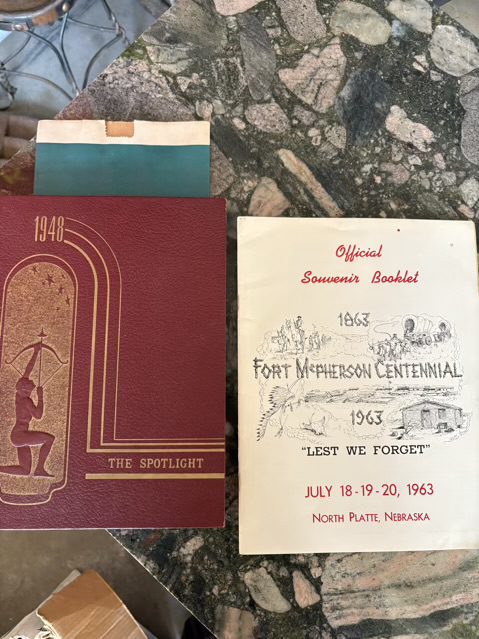 1948
THE SPOTLIGHT
Official
Souvenir Booklet
1863
FORT MCPHERSON CENTENNIAL
1963
"LEST WE FORGET"
JULY 18-19-20, 1963
NORTH PLATTE, NEBRASKA